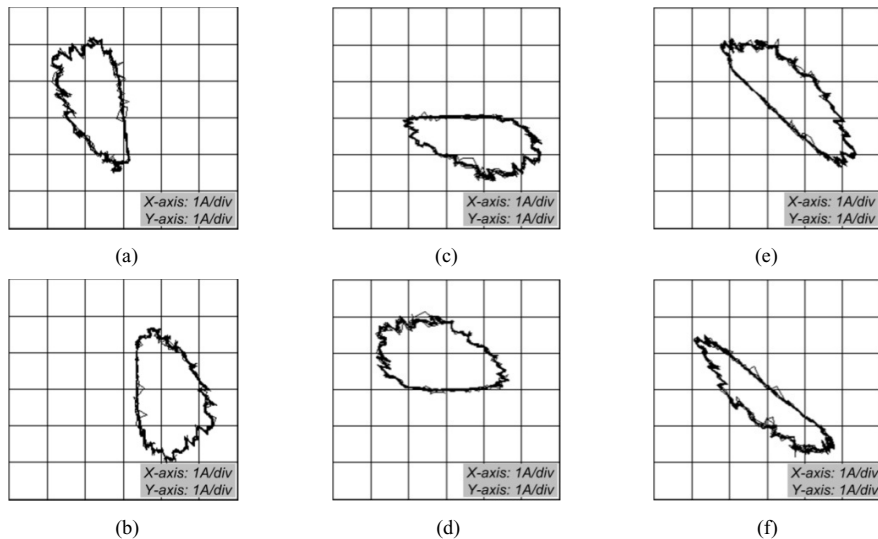 X-axis: 1A/div
Y-axis: 1A/div
X-axis: 1A/div
Y-axis: 1A/div
X-axis: 1A/div
Y-axis: 1A/div
(a)
(c)
(e)
X-axis: 1A/div
Y-axis: 1A/div
X-axis: 1A/div
Y-axis: 1A/div
X-axis: 1A/div
Y-axis: 1A/div
(b)
(d)
(f)